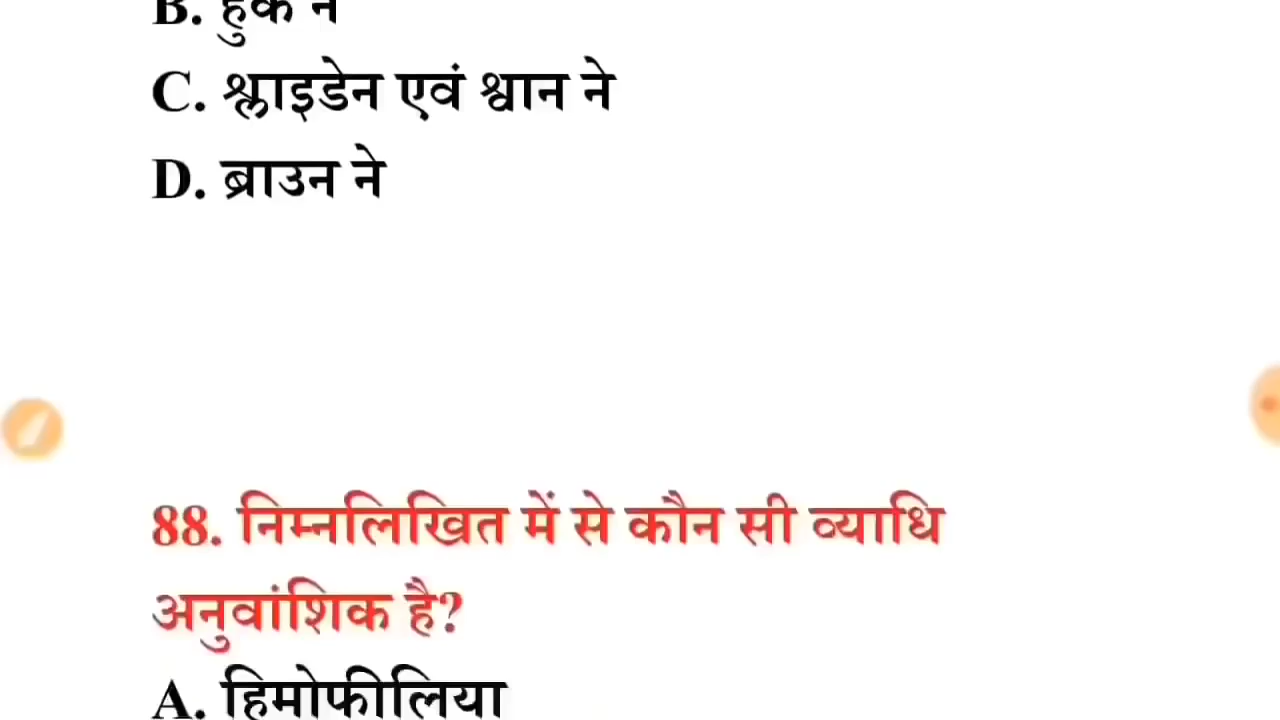 B. हुक ने
C. श्लाइडेन एवं श्वान ने
D. ब्राउन ने
88. निम्नलिखित में से कौन सी व्याधि
अनुवांशिक है?
A. हिमोफीलिया